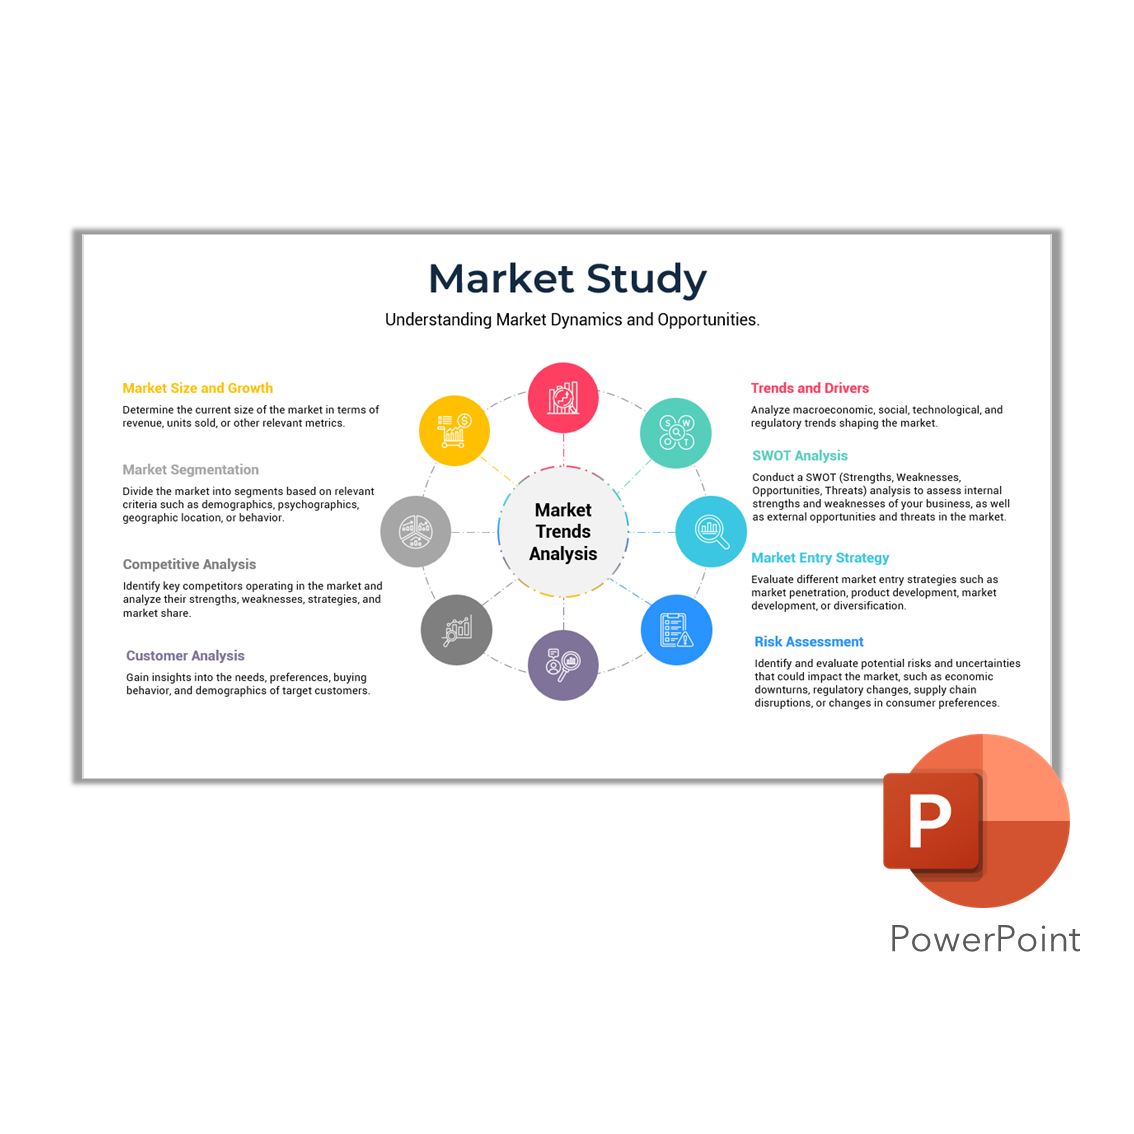 Market Study
Understanding Market Dynamics and Opportunities.
Market Size and Growth
Determine the current size of the market in terms of
revenue, units sold, or other relevant metrics.
Market Segmentation
Divide the market into segments based on relevant
criteria such as demographics, psychographics,
geographic location, or behavior.
Competitive Analysis
Identify key competitors operating in the market and
analyze their strengths, weaknesses, strategies, and
market share.
Customer Analysis
Gain insights into the needs, preferences, buying
behavior, and demographics of target customers.
$
S W
O T
Market
Trends
Analysis
Trends and Drivers
Analyze macroeconomic, social, technological, and
regulatory trends shaping the market.
SWOT Analysis
Conduct a SWOT (Strengths, Weaknesses,
Opportunities, Threats) analysis to assess internal
strengths and weaknesses of your business, as well
as external opportunities and threats in the market.
Market Entry Strategy
Evaluate different market entry strategies such as
market penetration, product development, market
development, or diversification.
Risk Assessment
Identify and evaluate potential risks and uncertainties
that could impact the market, such as economic
downturns, regulatory changes, supply chain
disruptions, or changes in consumer preferences.
P
PowerPoint